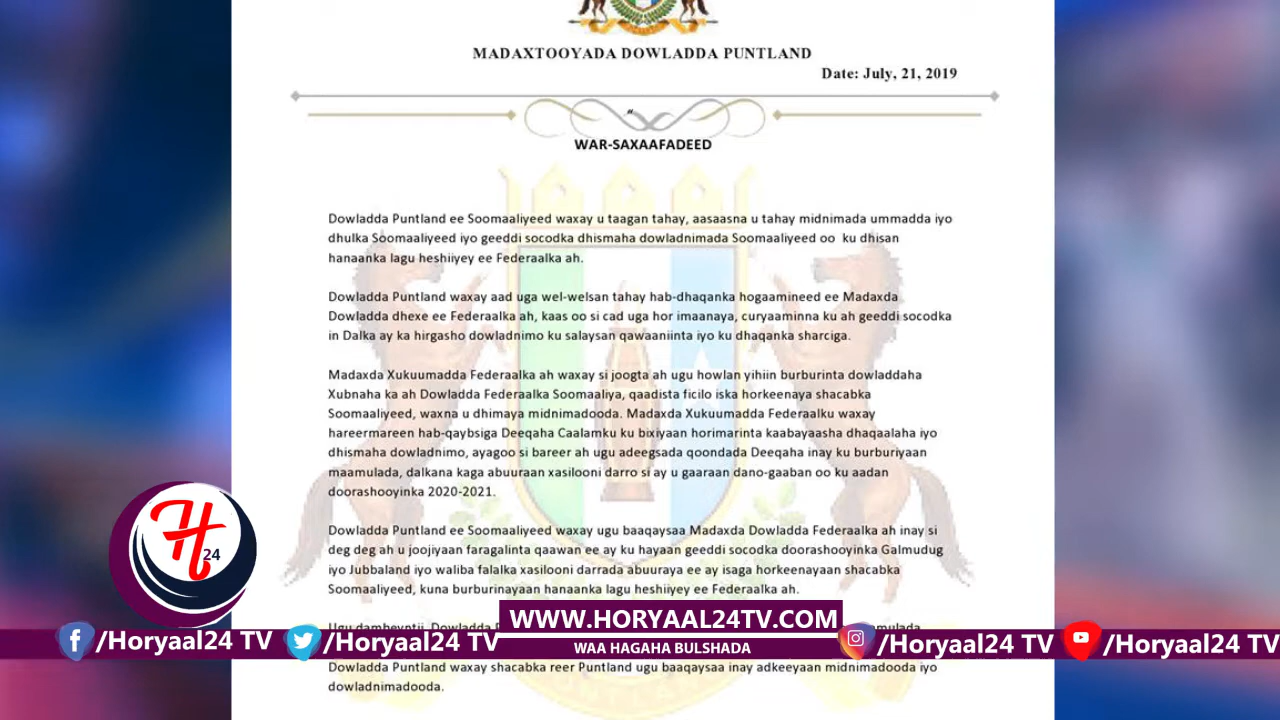 MADAXTOOYADA DOWLADDA PUNTLAND
Date: July, 21, 2019
“
WAR-SAXAAFADEED
Dowladda Puntland ee Soomaaliyeed waxay u taagan tahay, aasaasna u tahay midnimada ummadda iyo
dhulka Soomaaliyeed iyo geeddi socodka dhismaha dowladnimada Soomaaliyeed oo ku dhisan
hanaanka lagu heshiiyey ee Federaalka ah.
Dowladda Puntland waxay aad uga wel-welsan tahay hab-dhaqanka hogaamineed ee Madaxda
Dowladda dhexe ee Federaalka ah, kaas oo si cad uga hor imaanaya, curyaaminna ku ah geeddi socodka
in Dalka ay ka hirgasho dowladnimo ku salaysan qawaaniinta iyo ku dhaqanka sharciga.
Madaxda Xukuumadda Federaalka ah waxay si joogta ah ugu howlan yihiin burburinta dowladdaha
Xubnaha ka ah Dowladda Federaalka Soomaaliya, qaadista ficilo iska horkeenaya shacabka
Soomaaliyeed, waxna u dhimaya midnimadooda. Madaxda Xukuumadda Federaalku waxay
hareermareen hab-qaybsiga Deeqaha Caalamku ku bixiyaan horimarinta kaabayaasha dhaqaalaha iyo
dhismaha dowladnimo, ayagoo si bareer ah ugu adeegsada qoondada Deeqaha inay ku burburiyaan
maamulada, dalkana kaga abuuraan xasilooni darro si ay u gaaraan dano-gaaban oo ku aadan
doorashooyinka 2020-2021.
Dowladda Puntland ee Soomaaliyeed waxay ugu baaqaysaa Madaxda Dowladda Federaalka ah inay si
deg deg ah u joojiyaan faragalinta qaawan ee ay ku hayaan geeddi socodka doorashooyinka Galmudug
iyo Jubbaland iyo waliba falalka xasilooni darrada abuuraya ee ay isaga horkeenayaan shacabka
Soomaaliyeed, kuna burburinayaan hanaanka lagu heshiiyey ee Federaalka ah.
Ugu dambeyntii, Dowladda
Dowladda Puntland waxay shacabka reer Puntland ugu baaqaysaa inay adkeeyaan midnimadooda iyo
dowladnimadooda.
H 24
WWW.HORYAAL24TV.COM
WAA HAGAHA BULSHADA
/Horyaal24 TV
/Horyaal24 TV
/Horyaal24 TV
/Horyaal24 TV